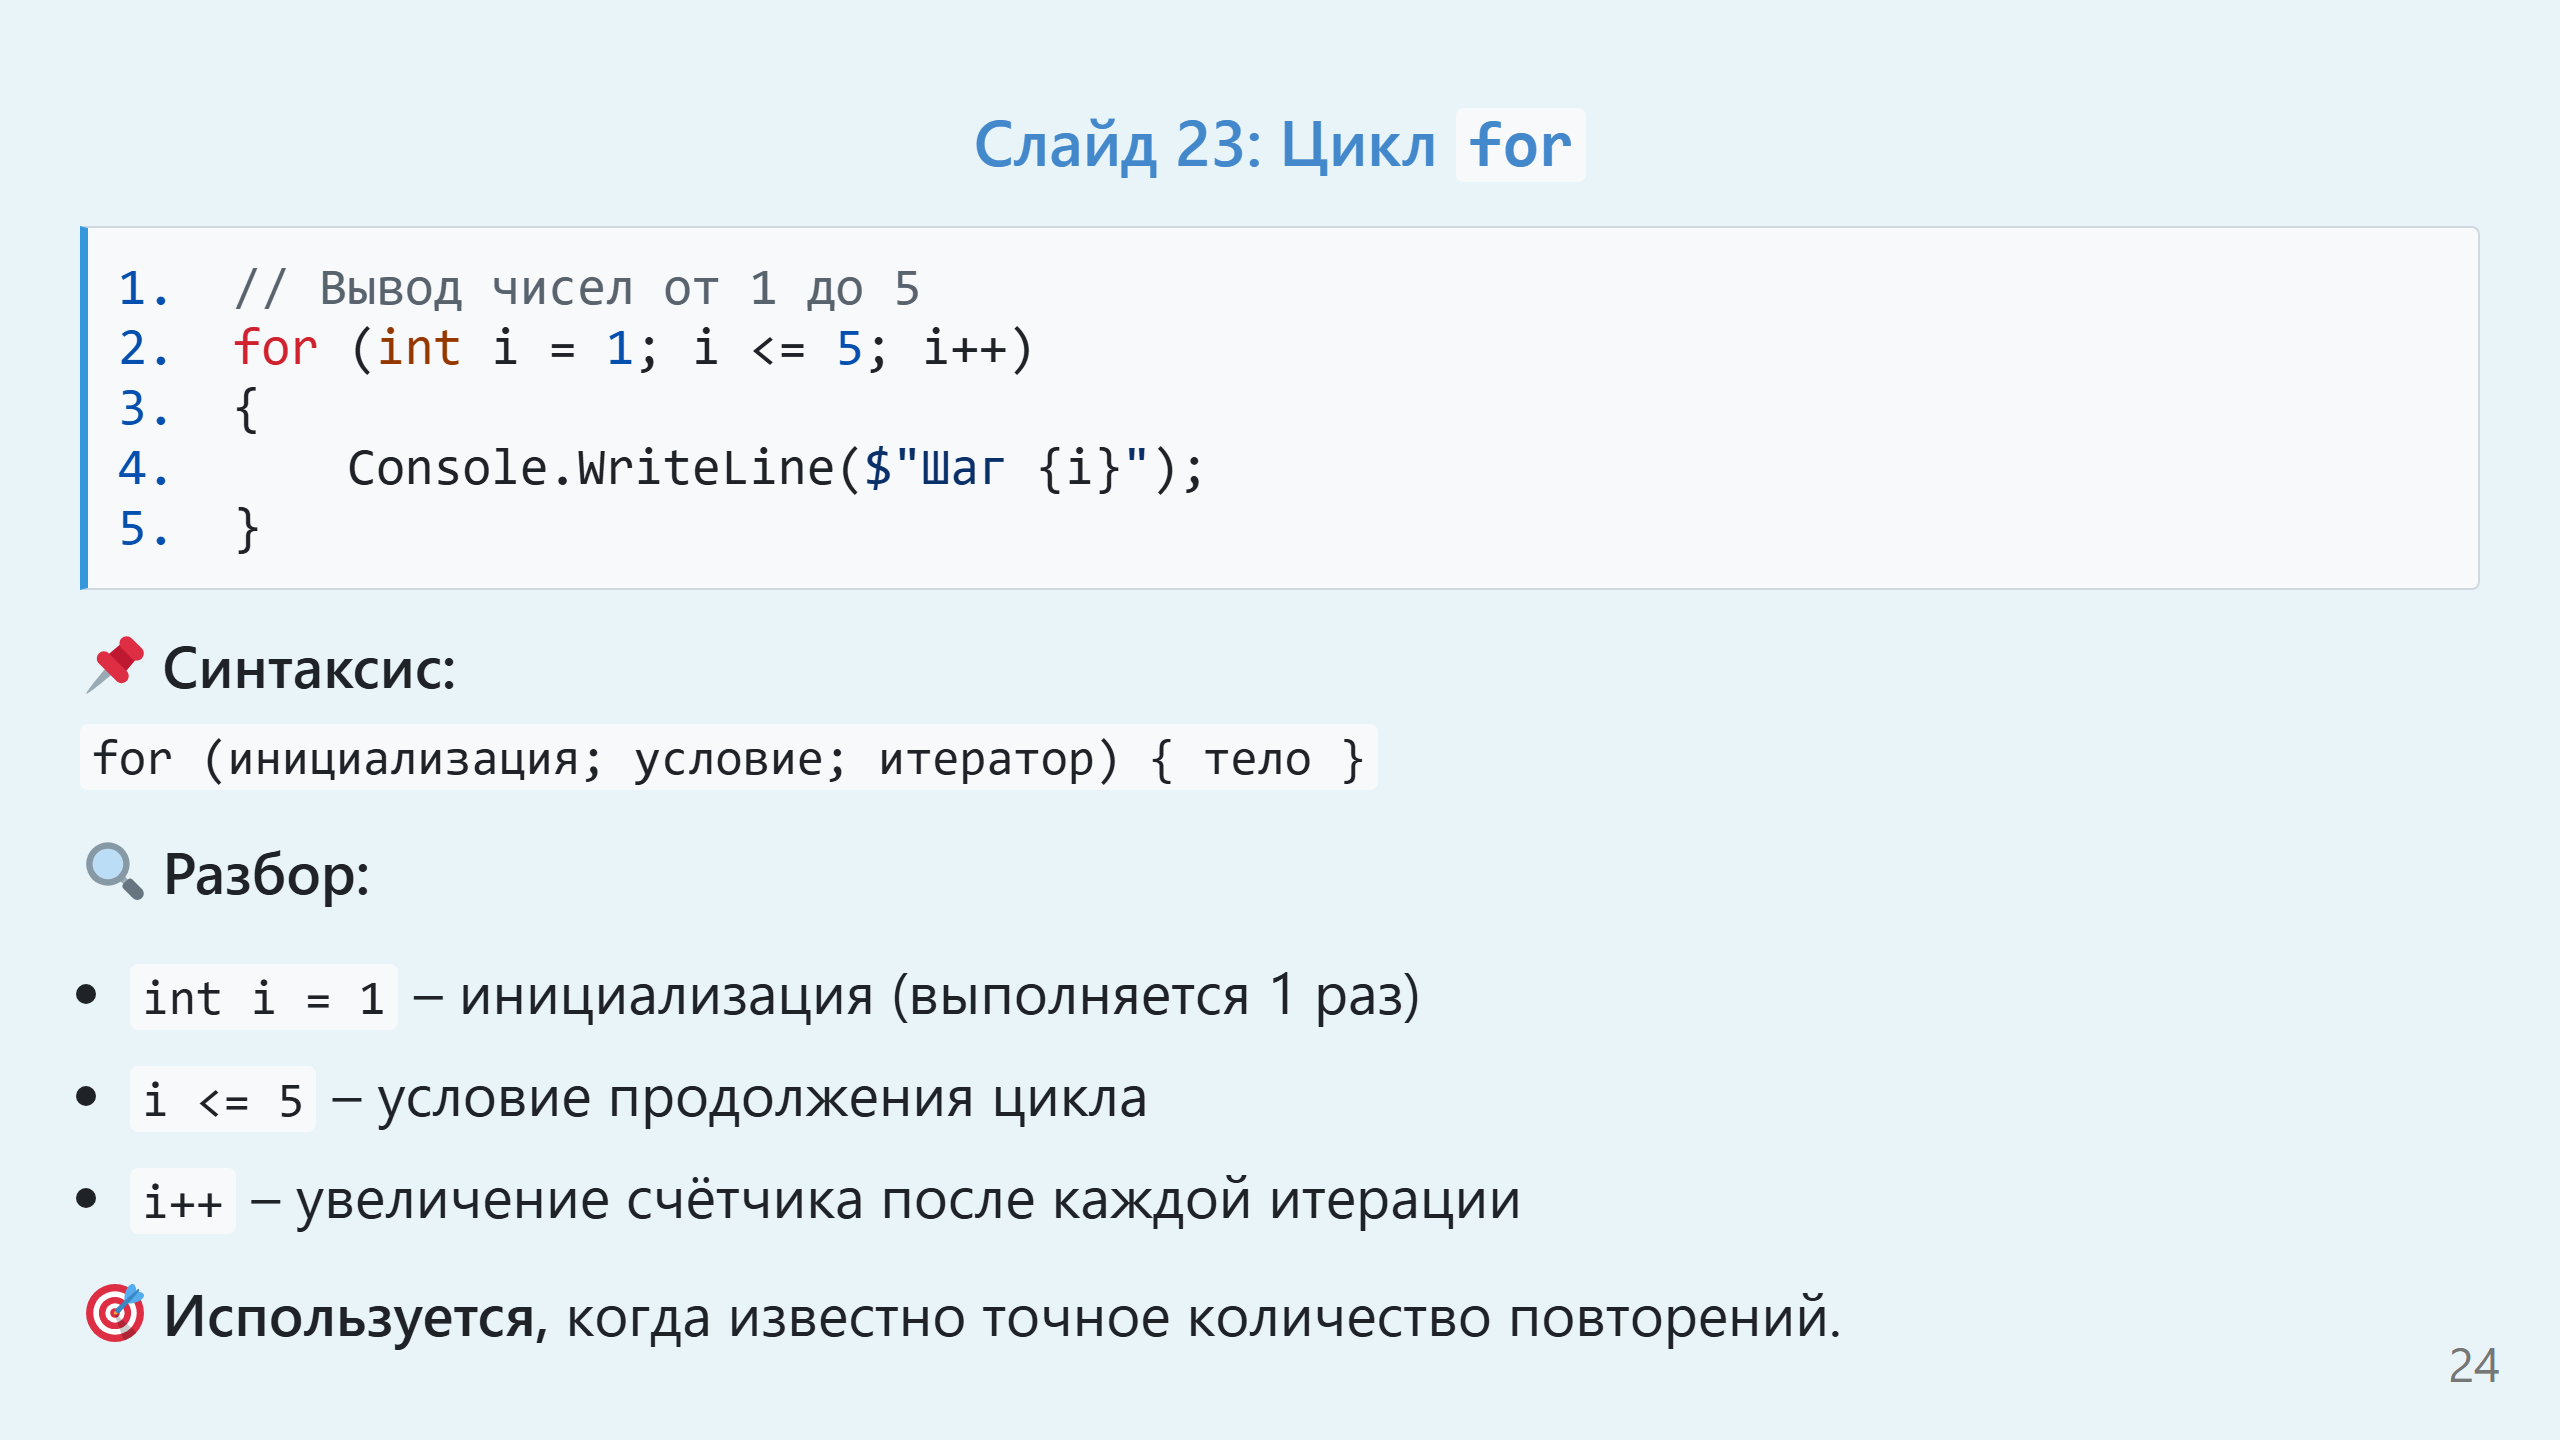 Слайд 23: Цикл for
1. // Вывод чисел от 1 до 5
2. for (int i = 1; i <= 5; i++)
3. {
4.     Console.WriteLine($"Шаг {i}");
5. }
Синтаксис:
for (инициализация; условие; итератор) { тело }
Разбор:
• int i = 1 – инициализация (выполняется 1 раз)
• i <= 5 – условие продолжения цикла
• i++ – увеличение счётчика после каждой итерации
Используется, когда известно точное количество повторений.
24